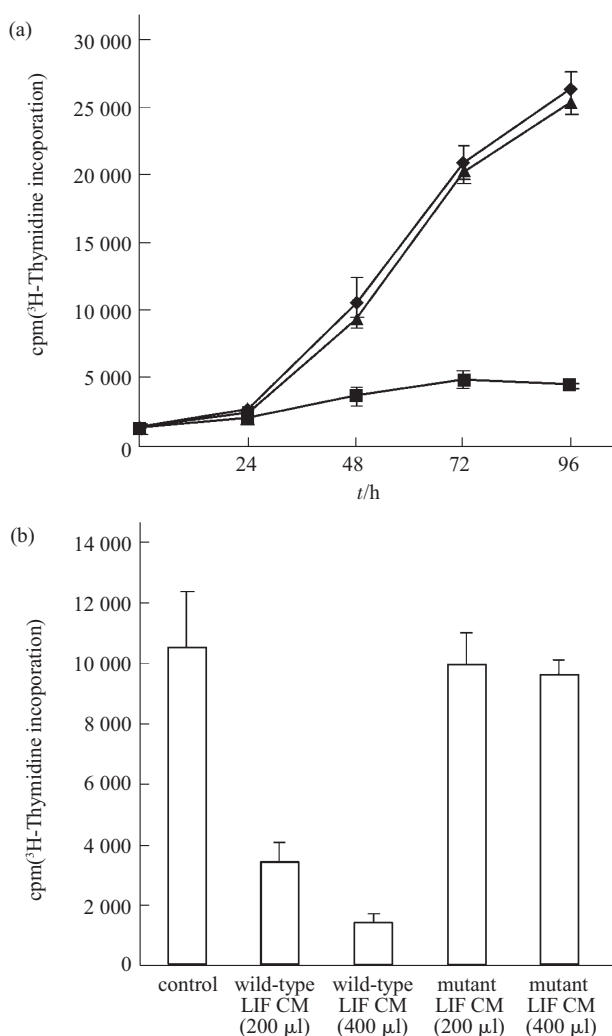 (a)
cpm(³H-Thymidine incoporation)
30 000
25 000
20 000
15 000
10 000
5 000
0
24 48 72 96
t/h
(b)
cpm(³H-Thymidine incoporation)
14 000
12 000
10 000
8 000
6 000
4 000
2 000
0
control wild-type wild-type mutant mutant
LIF CM LIF CM LIF CM LIF CM
(200 μl) (400 μl) (200 μl) (400 μl)